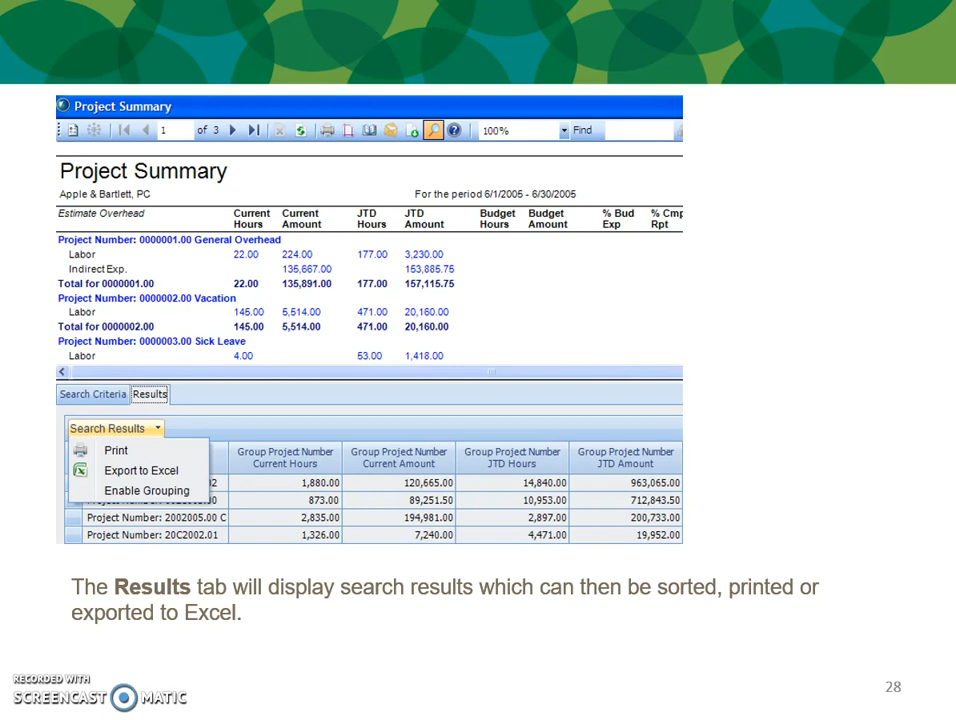 Project Summary
1 of 3 100% Find
Project Summary
Apple & Bartlett, PC For the period 6/1/2005 - 6/30/2005
Estimate Overhead Current Hours Current Amount JTD Hours JTD Amount Budget Hours Budget Amount % Bud Exp % Cmp Rpt
Project Number: 0000001.00 General Overhead
Labor 22.00 224.00 177.00 3,230.00
Indirect Exp. 135,667.00 153,885.75
Total for 0000001.00 22.00 135,891.00 177.00 157,115.75
Project Number: 0000002.00 Vacation
Labor 145.00 5,514.00 471.00 20,160.00
Total for 0000002.00 145.00 5,514.00 471.00 20,160.00
Project Number: 0000003.00 Sick Leave
Labor 4.00 53.00 1,418.00
Search Criteria Results
Search Results
Print
Export to Excel
Enable Grouping
Group Project Number Current Hours Group Project Number Current Amount Group Project Number JTD Hours Group Project Number JTD Amount
1,880.00 120,665.00 14,840.00 963,065.00
873.00 89,251.50 10,953.00 712,843.50
Project Number: 2002005.00 C 2,835.00 194,981.00 2,897.00 200,733.00
Project Number: 20C2002.01 1,326.00 7,240.00 4,471.00 19,952.00
The Results tab will display search results which can then be sorted, printed or
exported to Excel.
RECORDED WITH
SCREENCAST MATIC
28